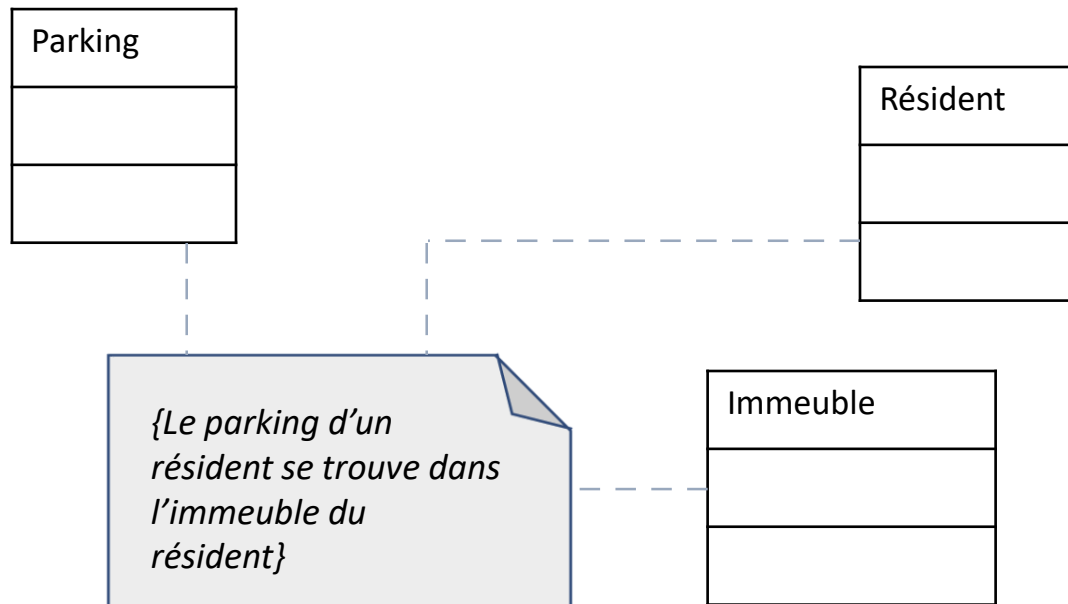 Parking
Résident
{Le parking d’un
résident se trouve dans
l’immeuble du
résident}
Immeuble